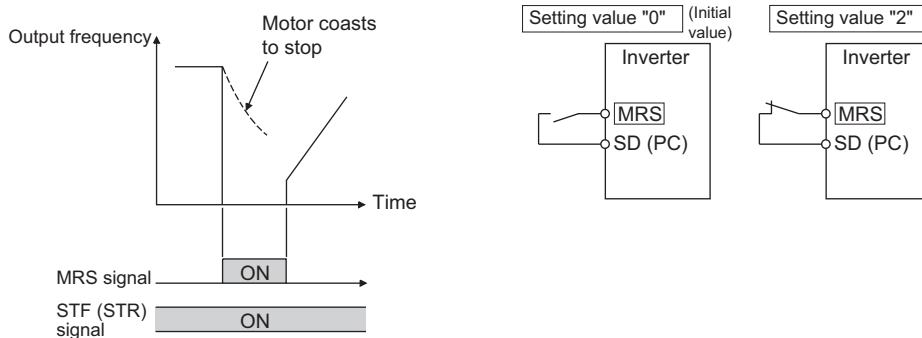 Output frequency
Motor coasts
to stop
Time
MRS signal
ON
STF (STR)
signal
ON
Setting value "0"
(Initial
value)
Inverter
MRS
SD (PC)
Setting value "2"
Inverter
MRS
SD (PC)